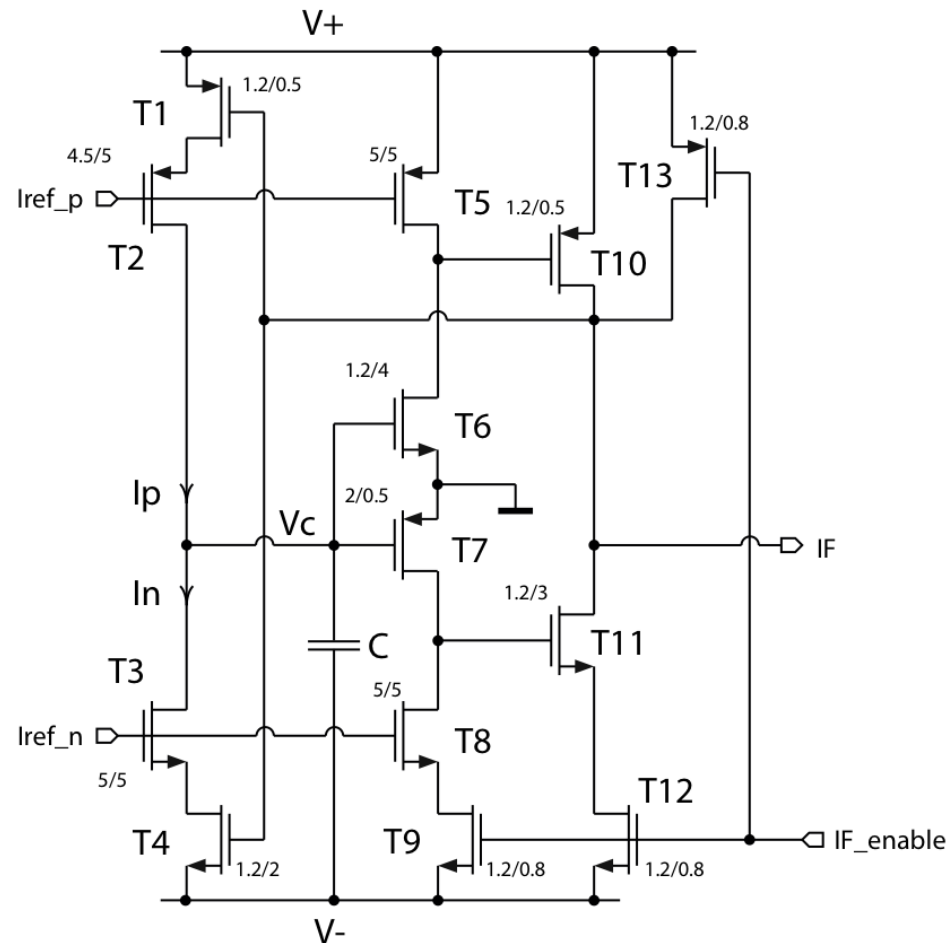 V+
1.2/0.5
T1
1.2/0.8
4.5/5
5/5
T13
Iref_p
T5
1.2/0.5
T2
T10
1.2/4
T6
Ip
2/0.5
Vc
T7
IF
In
1.2/3
C
T11
T3
5/5
Iref_n
T8
5/5
T12
T4
T9
IF_enable
1.2/2
1.2/0.8
1.2/0.8
V-